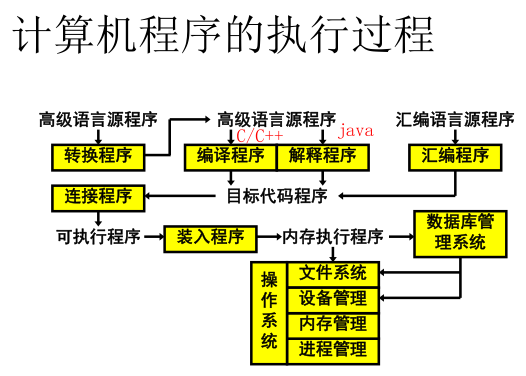 计算机程序的执行过程
高级语言源程序 高级语言源程序 汇编语言源程序
C/C++ java
转换程序 编译程序 解释程序 汇编程序
连接程序 目标代码程序
可执行程序 装入程序 内存执行程序 数据库管
理系统
操作系统
文件系统
设备管理
内存管理
进程管理